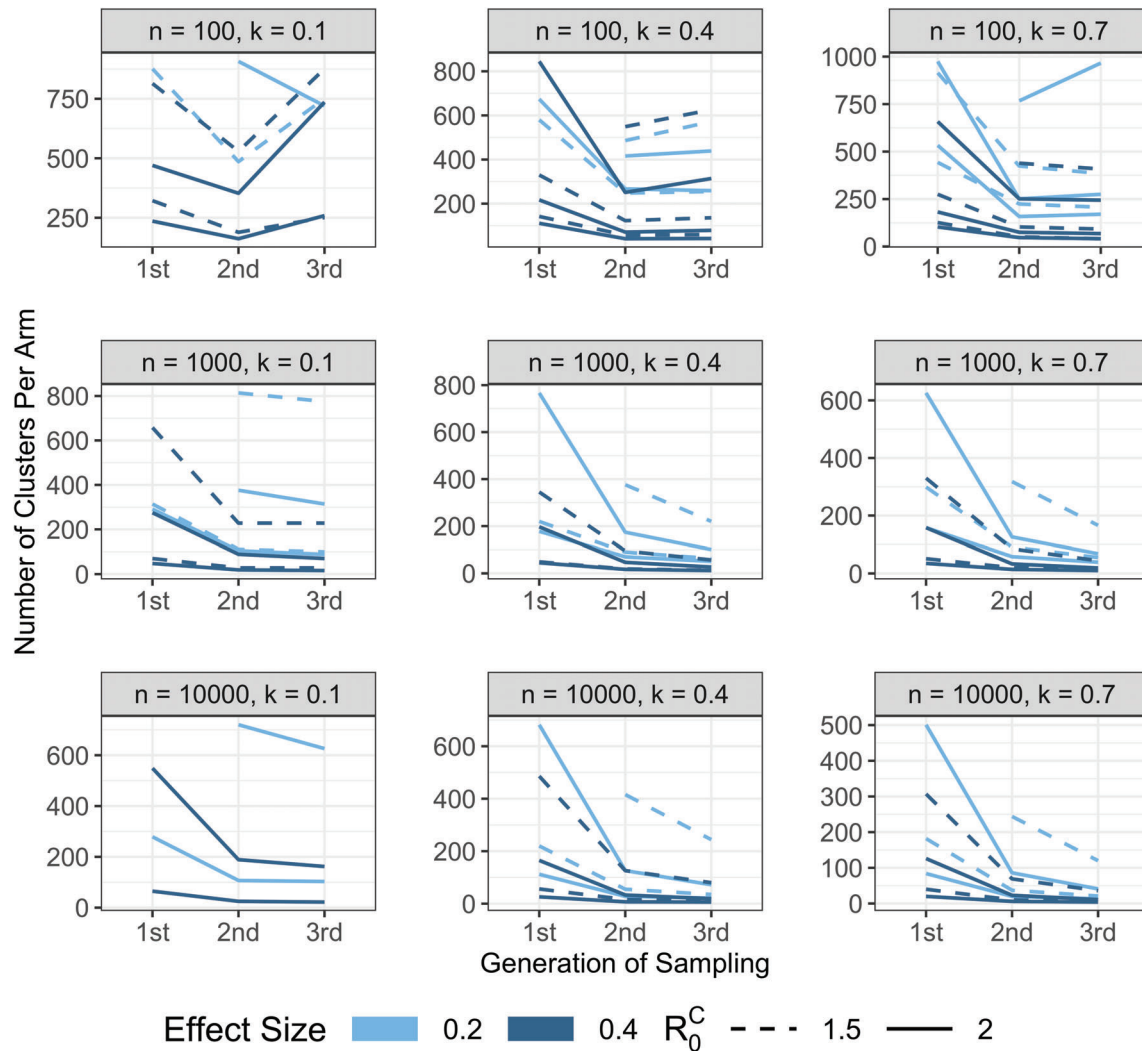 n = 100, k = 0.1
n = 100, k = 0.4
n = 100, k = 0.7
750
500
250
1st 2nd 3rd
800
600
400
200
1st 2nd 3rd
1000
750
500
250
0
1st 2nd 3rd
Number of Clusters Per Arm
n = 1000, k = 0.1
n = 1000, k = 0.4
n = 1000, k = 0.7
800
600
400
200
0
1st 2nd 3rd
800
600
400
200
0
1st 2nd 3rd
600
400
200
0
1st 2nd 3rd
n = 10000, k = 0.1
n = 10000, k = 0.4
n = 10000, k = 0.7
600
400
200
0
1st 2nd 3rd
600
400
200
0
1st 2nd 3rd
500
400
300
200
100
0
1st 2nd 3rd
Generation of Sampling
Effect Size 0.2 0.4 R₀ᶜ 1.5 2